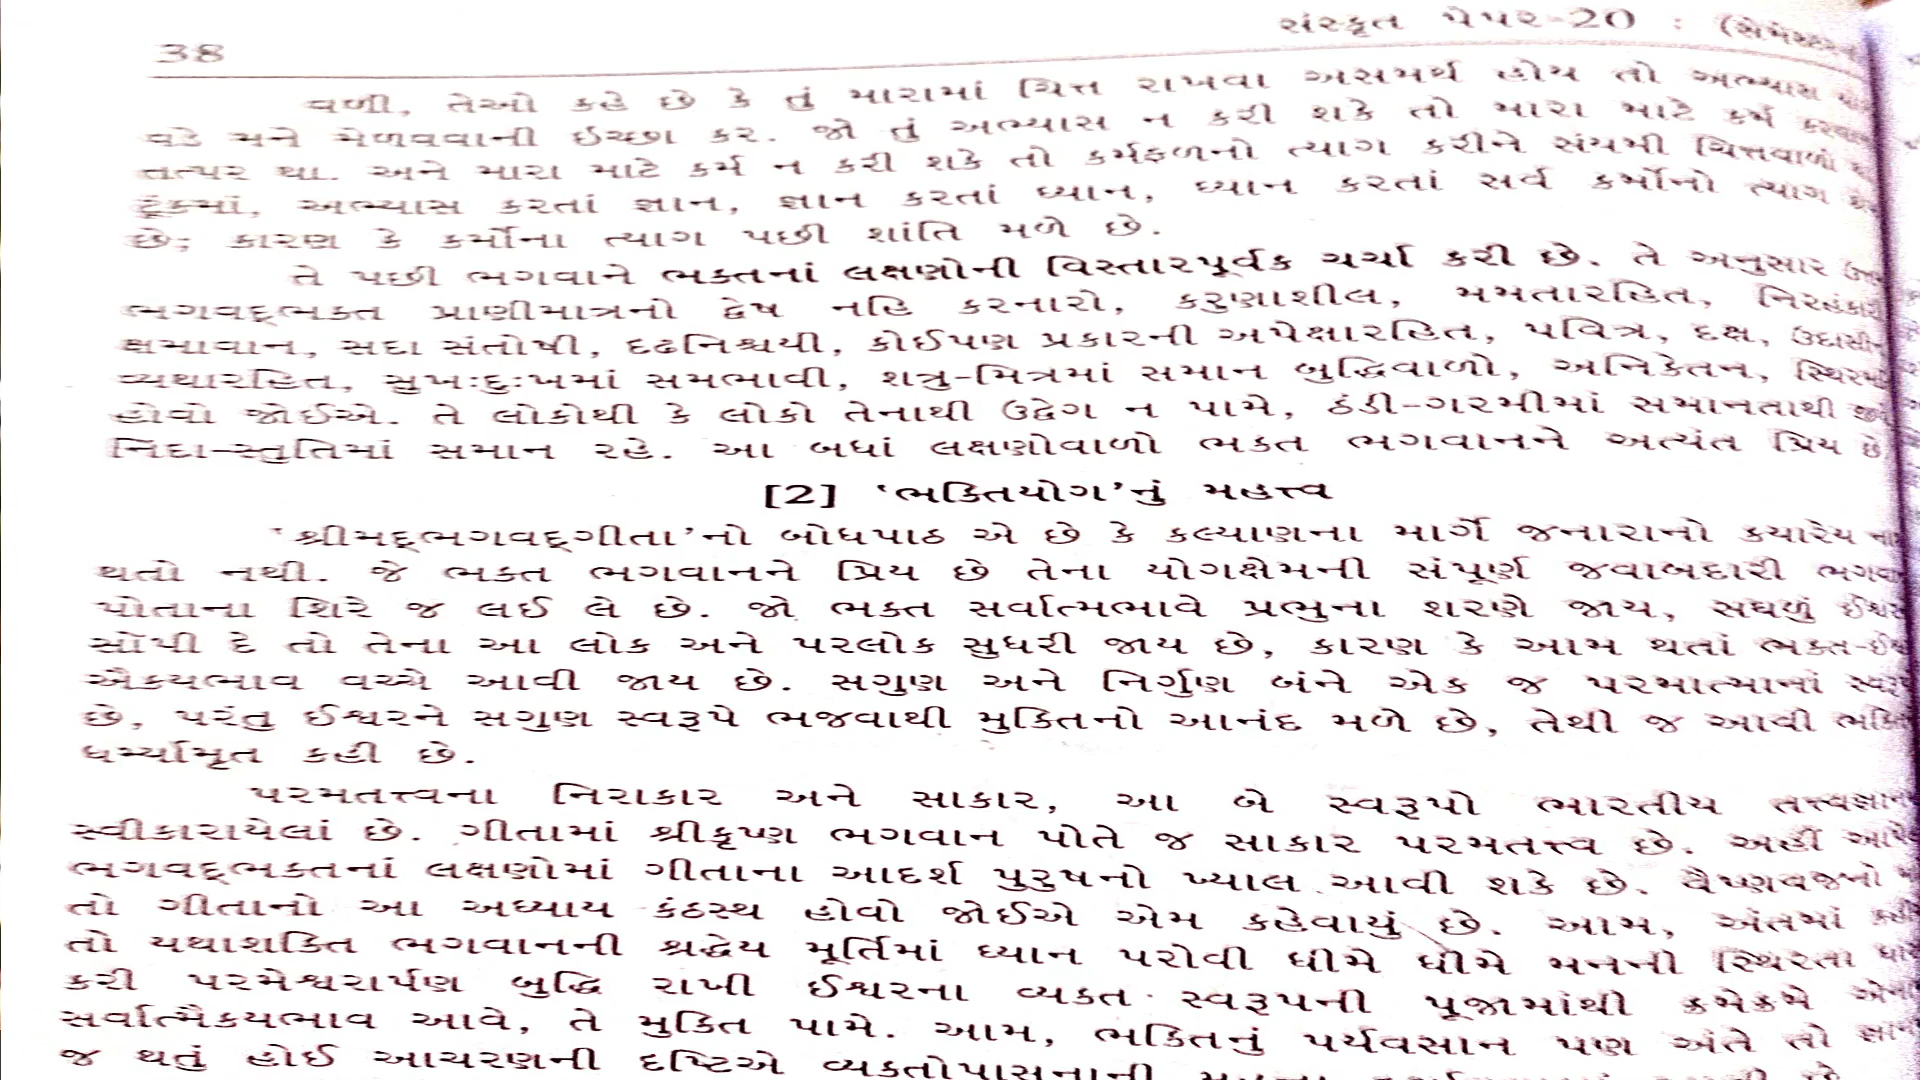 સંસ્કૃત પેપર-20 : (સેમેસ્ટર
38
વળી, તેઓ કહે છે કે તું મારામાં ચિત્ત રાખવા અસમર્થ હોય તો અભ્યાસ
વડે મને મેળવવાની ઈચ્છા કર. જો તું અભ્યાસ ન કરી શકે તો મારા માટે કર્મ
તત્પર થા. અને મારા માટે કર્મ ન કરી શકે તો કર્મફળનો ત્યાગ કરીને સંયમી ચિત્તવાળો
ટૂંકમાં, અભ્યાસ કરતાં જ્ઞાન, જ્ઞાન કરતાં ધ્યાન, ધ્યાન કરતાં સર્વ કર્મોનો ત્યાગ
છે; કારણ કે કર્મોના ત્યાગ પછી શાંતિ મળે છે.
તે પછી ભગવાને ભક્તનાં લક્ષણોની વિસ્તારપૂર્વક ચર્ચા કરી છે. તે અનુસાર
ભગવદ્ભક્ત પ્રાણીમાત્રનો દ્વેષ નહિ કરનારો, કરુણાશીલ, મમતારહિત, નિરહંકારી
ક્ષમાવાન, સદા સંતોષી, દૃઢનિશ્ચયી, કોઈપણ પ્રકારની અપેક્ષારહિત, પવિત્ર, દક્ષ, ઉદાસીન
વ્યથારહિત, સુખઃદુઃખમાં સમભાવી, શત્રુ-મિત્રમાં સમાન બુદ્ધિવાળો, અનિકેતન,
હોવો જોઈએ. તે લોકોથી કે લોકો તેનાથી ઉદ્વેગ ન પામે, ઠંડી-ગરમીમાં સમાનતાથી
નિંદા-સ્તુતિમાં સમાન રહે. આ બધાં લક્ષણોવાળો ભક્ત ભગવાનને અત્યંત પ્રિય છે
[2] ‘ભક્તિયોગ’નું મહત્ત્વ
‘શ્રીમદ્ભગવદ્ગીતા’નો બોધપાઠ એ છે કે કલ્યાણના માર્ગે જનારાનો કયારેય
થતો નથી. જે ભક્ત ભગવાનને પ્રિય છે તેના યોગક્ષેમની સંપૂર્ણ જવાબદારી
પોતાના શિરે જ લઈ લે છે. જો ભક્ત સર્વાત્મભાવે પ્રભુના શરણે જાય, સઘળું
સોંપી દે તો તેના આ લોક અને પરલોક સુધરી જાય છે, કારણ કે આમ થતાં
ઐકયભાવ વચ્ચે આવી જાય છે. સગુણ અને નિર્ગુણ બંને એક જ પરમાત્માનાં
છે, પરંતુ ઈશ્વરને સગુણ સ્વરૂપે ભજવાથી મુક્તિનો આનંદ મળે છે, તેથી જ આવી
ધર્મ્યામૃત કહી છે.
પરમતત્ત્વના નિરાકાર અને સાકાર, આ બે સ્વરૂપો ભારતીય
સ્વીકારાયેલાં છે. ગીતામાં શ્રીકૃષ્ણ ભગવાન પોતે જ સાકાર પરમતત્ત્વ છે. અહીં
ભગવદ્ભક્તનાં લક્ષણોમાં ગીતાના આદર્શ પુરુષનો ખ્યાલ આવી શકે છે. વૈષ્ણવજનો
તો ગીતાનો આ અધ્યાય કંઠસ્થ હોવો જોઈએ એમ કહેવાયું છે. આમ, અંતમાં
તો યથાશક્તિ ભગવાનની શ્રદ્ધેય મૂર્તિમાં ધ્યાન પરોવી ધીમે ધીમે મનની સ્થિરતા
કરી પરમેશ્વરાર્પણ બુદ્ધિ રાખી ઈશ્વરના વ્યક્ત સ્વરૂપની પૂજામાંથી ક્રમેક્રમે
સર્વાત્મૈકયભાવ આવે, તે મુક્તિ પામે. આમ, ભક્તિનું પર્યવસાન પણ અંતે તો
જ થતું હોઈ આચરણની દૃષ્ટિએ વ્યક્તોપાસનાની